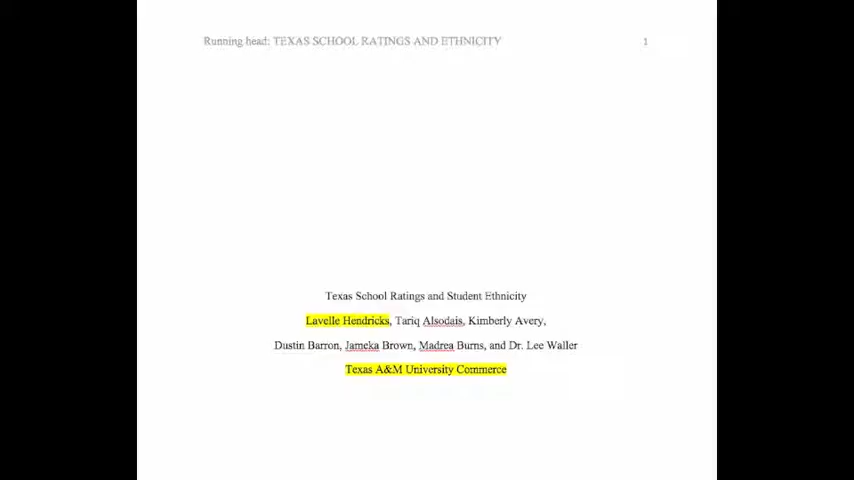 Running head: TEXAS SCHOOL RATINGS AND ETHNICITY 1
Texas School Ratings and Student Ethnicity
Lavelle Hendricks, Tariq Alsodais, Kimberly Avery,
Dustin Barron, Jameka Brown, Madrea Burns, and Dr. Lee Waller
Texas A&M University Commerce